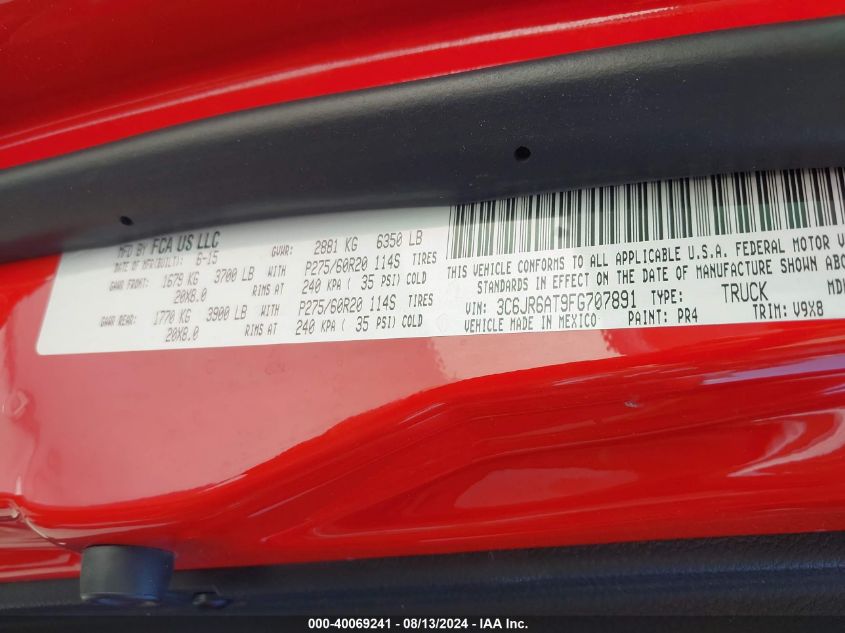 MFD BY FCA US LLC
DATE OF MFR(BUILT): 6-15 GVWR: 2881 KG 6350 LB
GAWR FRONT: 1679 KG 3700 LB WITH P275/60R20 114S TIRES
20X8.0 RIMS AT 240 KPA ( 35 PSI) COLD
GAWR REAR: 1770 KG 3900 LB WITH P275/60R20 114S TIRES
20X8.0 RIMS AT 240 KPA ( 35 PSI) COLD
THIS VEHICLE CONFORMS TO ALL APPLICABLE U.S.A. FEDERAL MOTOR
STANDARDS IN EFFECT ON THE DATE OF MANUFACTURE SHOWN
VIN: 3C6JR6AT9FG707891 TYPE: TRUCK
VEHICLE MADE IN MEXICO PAINT: PR4 TRIM: V9X8
000-40069241 - 08/13/2024 - IAA Inc.